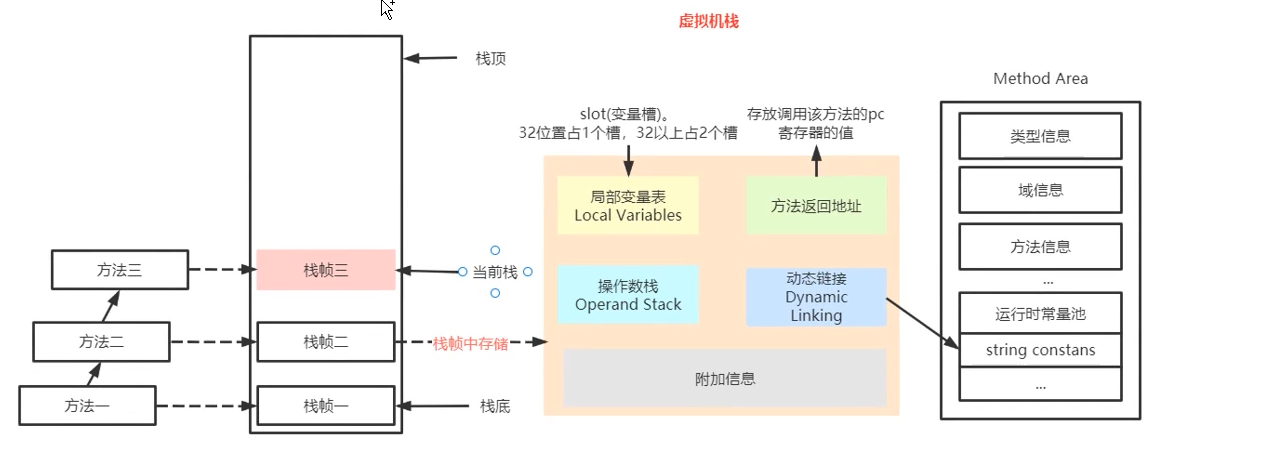 虚拟机栈
栈顶
Method Area
slot(变量槽)。
32位置占1个槽，32以上占2个槽
存放调用该方法的pc
寄存器的值
类型信息
局部变量表
Local Variables
方法返回地址
域信息
方法信息
...
方法三
栈帧三
当前栈
操作数栈
Operand Stack
动态链接
Dynamic
Linking
运行时常量池
方法二
栈帧二
栈帧中存储
string constans
附加信息
...
方法一
栈帧一
栈底